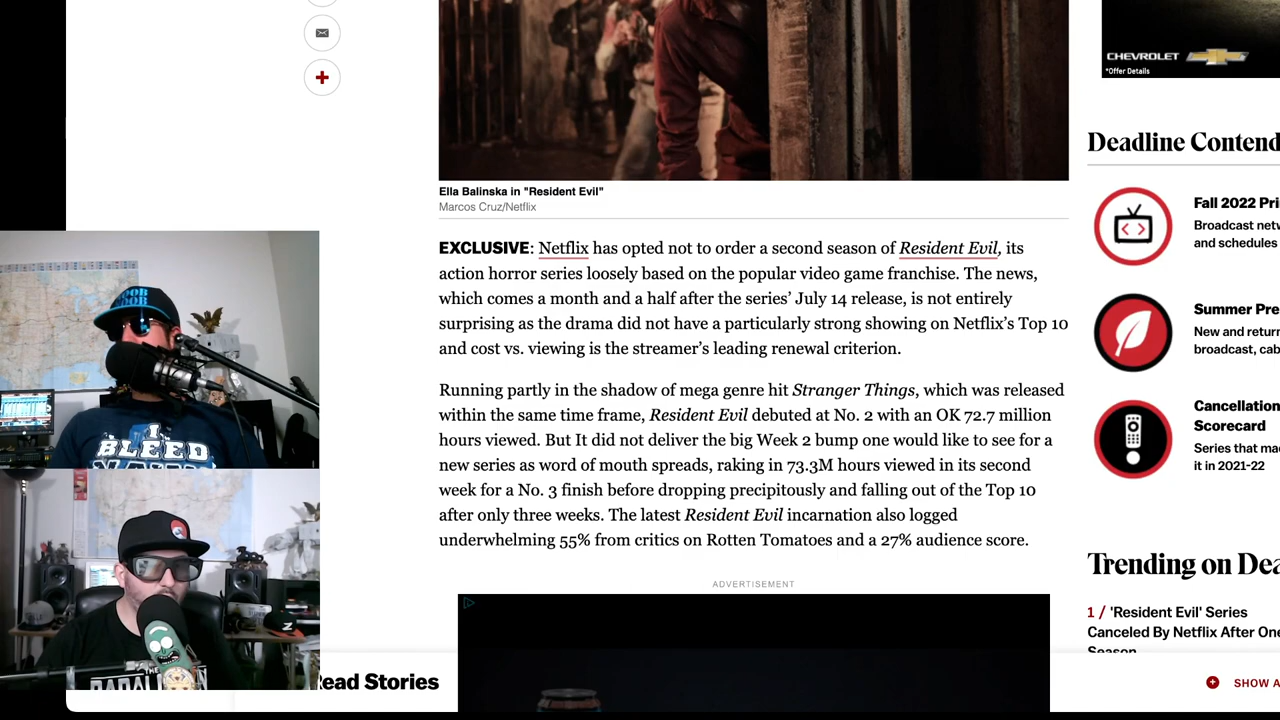 CHEVROLET
*Offer Details
Ella Balinska in "Resident Evil"
Marcos Cruz/Netflix
EXCLUSIVE: Netflix has opted not to order a second season of Resident Evil, its
action horror series loosely based on the popular video game franchise. The news,
which comes a month and a half after the series’ July 14 release, is not entirely
surprising as the drama did not have a particularly strong showing on Netflix’s Top 10
and cost vs. viewing is the streamer’s leading renewal criterion.
Running partly in the shadow of mega genre hit Stranger Things, which was released
within the same time frame, Resident Evil debuted at No. 2 with an OK 72.7 million
hours viewed. But It did not deliver the big Week 2 bump one would like to see for a
new series as word of mouth spreads, raking in 73.3M hours viewed in its second
week for a No. 3 finish before dropping precipitously and falling out of the Top 10
after only three weeks. The latest Resident Evil incarnation also logged
underwhelming 55% from critics on Rotten Tomatoes and a 27% audience score.
ADVERTISEMENT
Deadline Contend
Fall 2022 Pri
Broadcast netw
and schedules
Summer Pre
New and return
broadcast, cab
Cancellation
Scorecard
Series that ma
it in 2021-22
Trending on Dea
1 / 'Resident Evil' Series
Canceled By Netflix After One
Season
ead Stories
SHOW A
I
BLEED